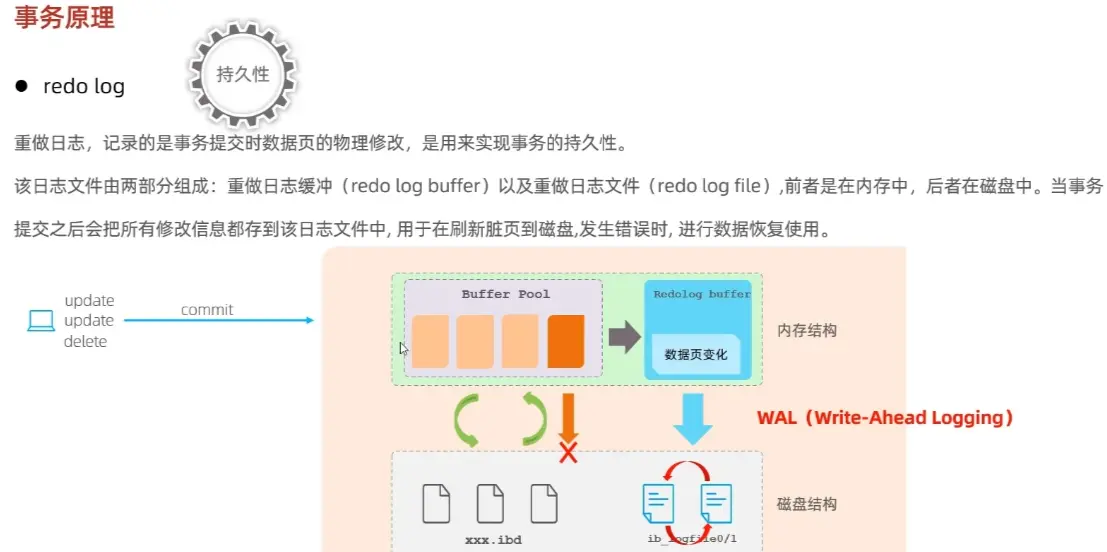 事务原理
持久性
● redo log
重做日志，记录的是事务提交时数据页的物理修改，是用来实现事务的持久性。
该日志文件由两部分组成：重做日志缓冲（redo log buffer）以及重做日志文件（redo log file）,前者是在内存中，后者在磁盘中。当事务
提交之后会把所有修改信息都存到该日志文件中, 用于在刷新脏页到磁盘,发生错误时, 进行数据恢复使用。
update
update
delete
commit
Buffer Pool
Redolog buffer
数据页变化
内存结构
WAL（Write-Ahead Logging）
磁盘结构
xxx.ibd
ib_logfile0/1